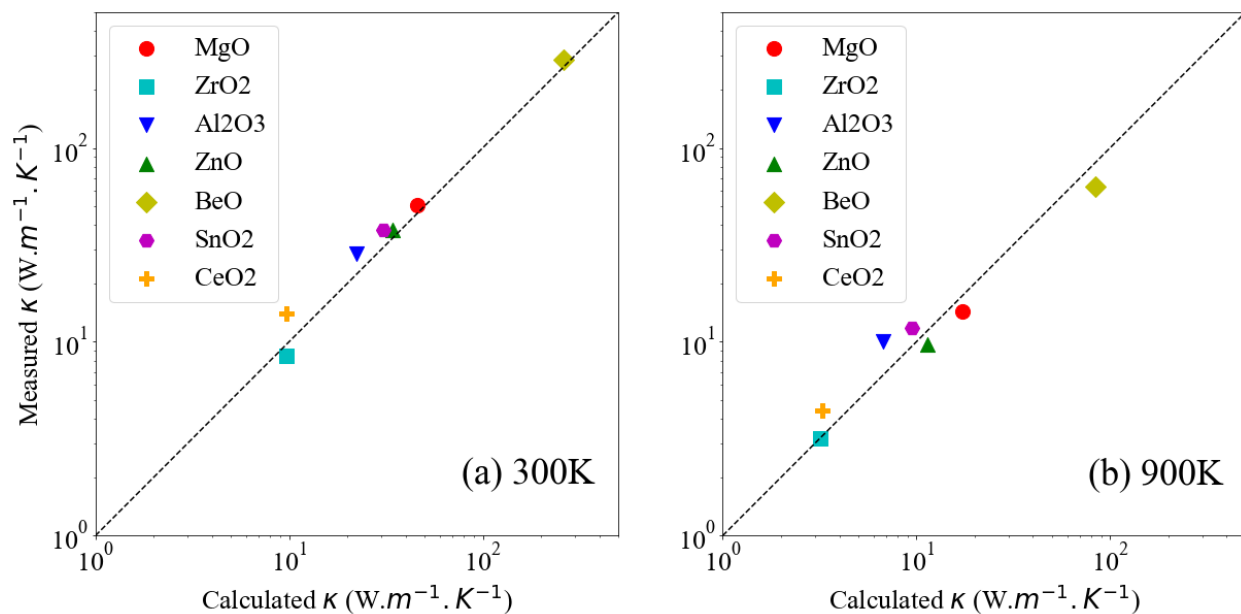 MgO
ZrO2
Al2O3
ZnO
BeO
SnO2
CeO2
(a) 300K
Measured κ (W.m⁻¹.K⁻¹)
10²
10¹
10⁰
10⁰ 10¹ 10²
Calculated κ (W.m⁻¹.K⁻¹)
MgO
ZrO2
Al2O3
ZnO
BeO
SnO2
CeO2
(b) 900K
10²
10¹
10⁰
10⁰ 10¹ 10²
Calculated κ (W.m⁻¹.K⁻¹)